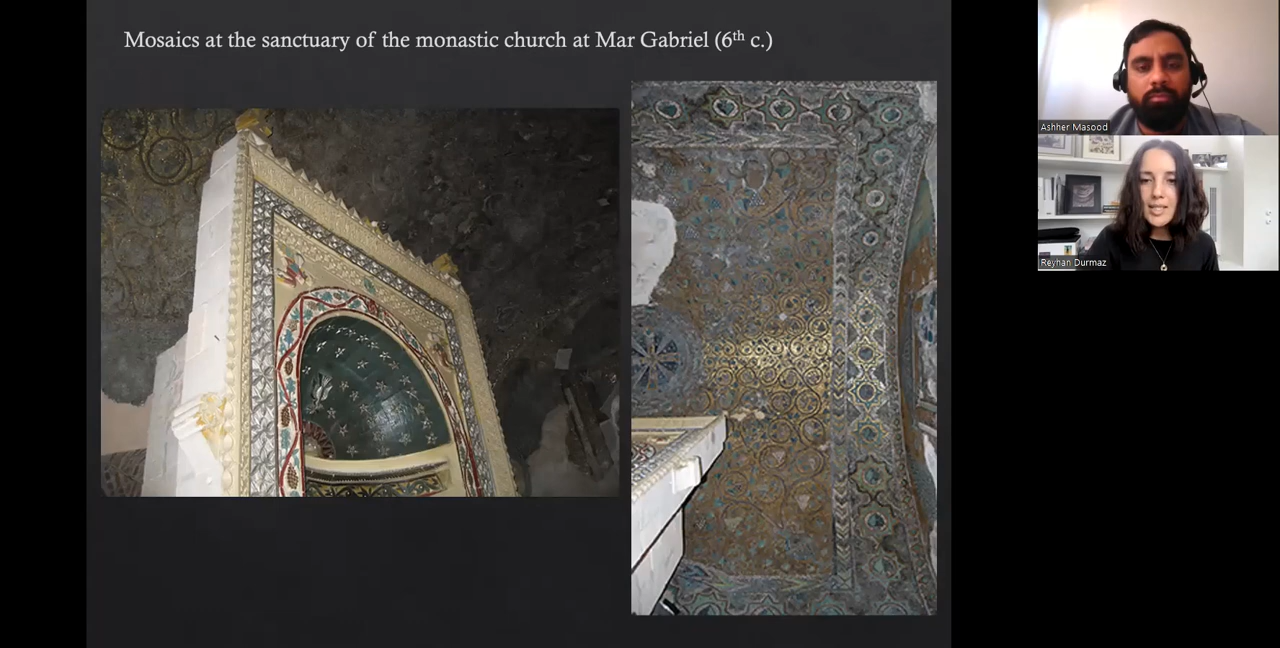 Mosaics at the sanctuary of the monastic church at Mar Gabriel (6th c.)
Ashher Masood
Reyhan Durmaz